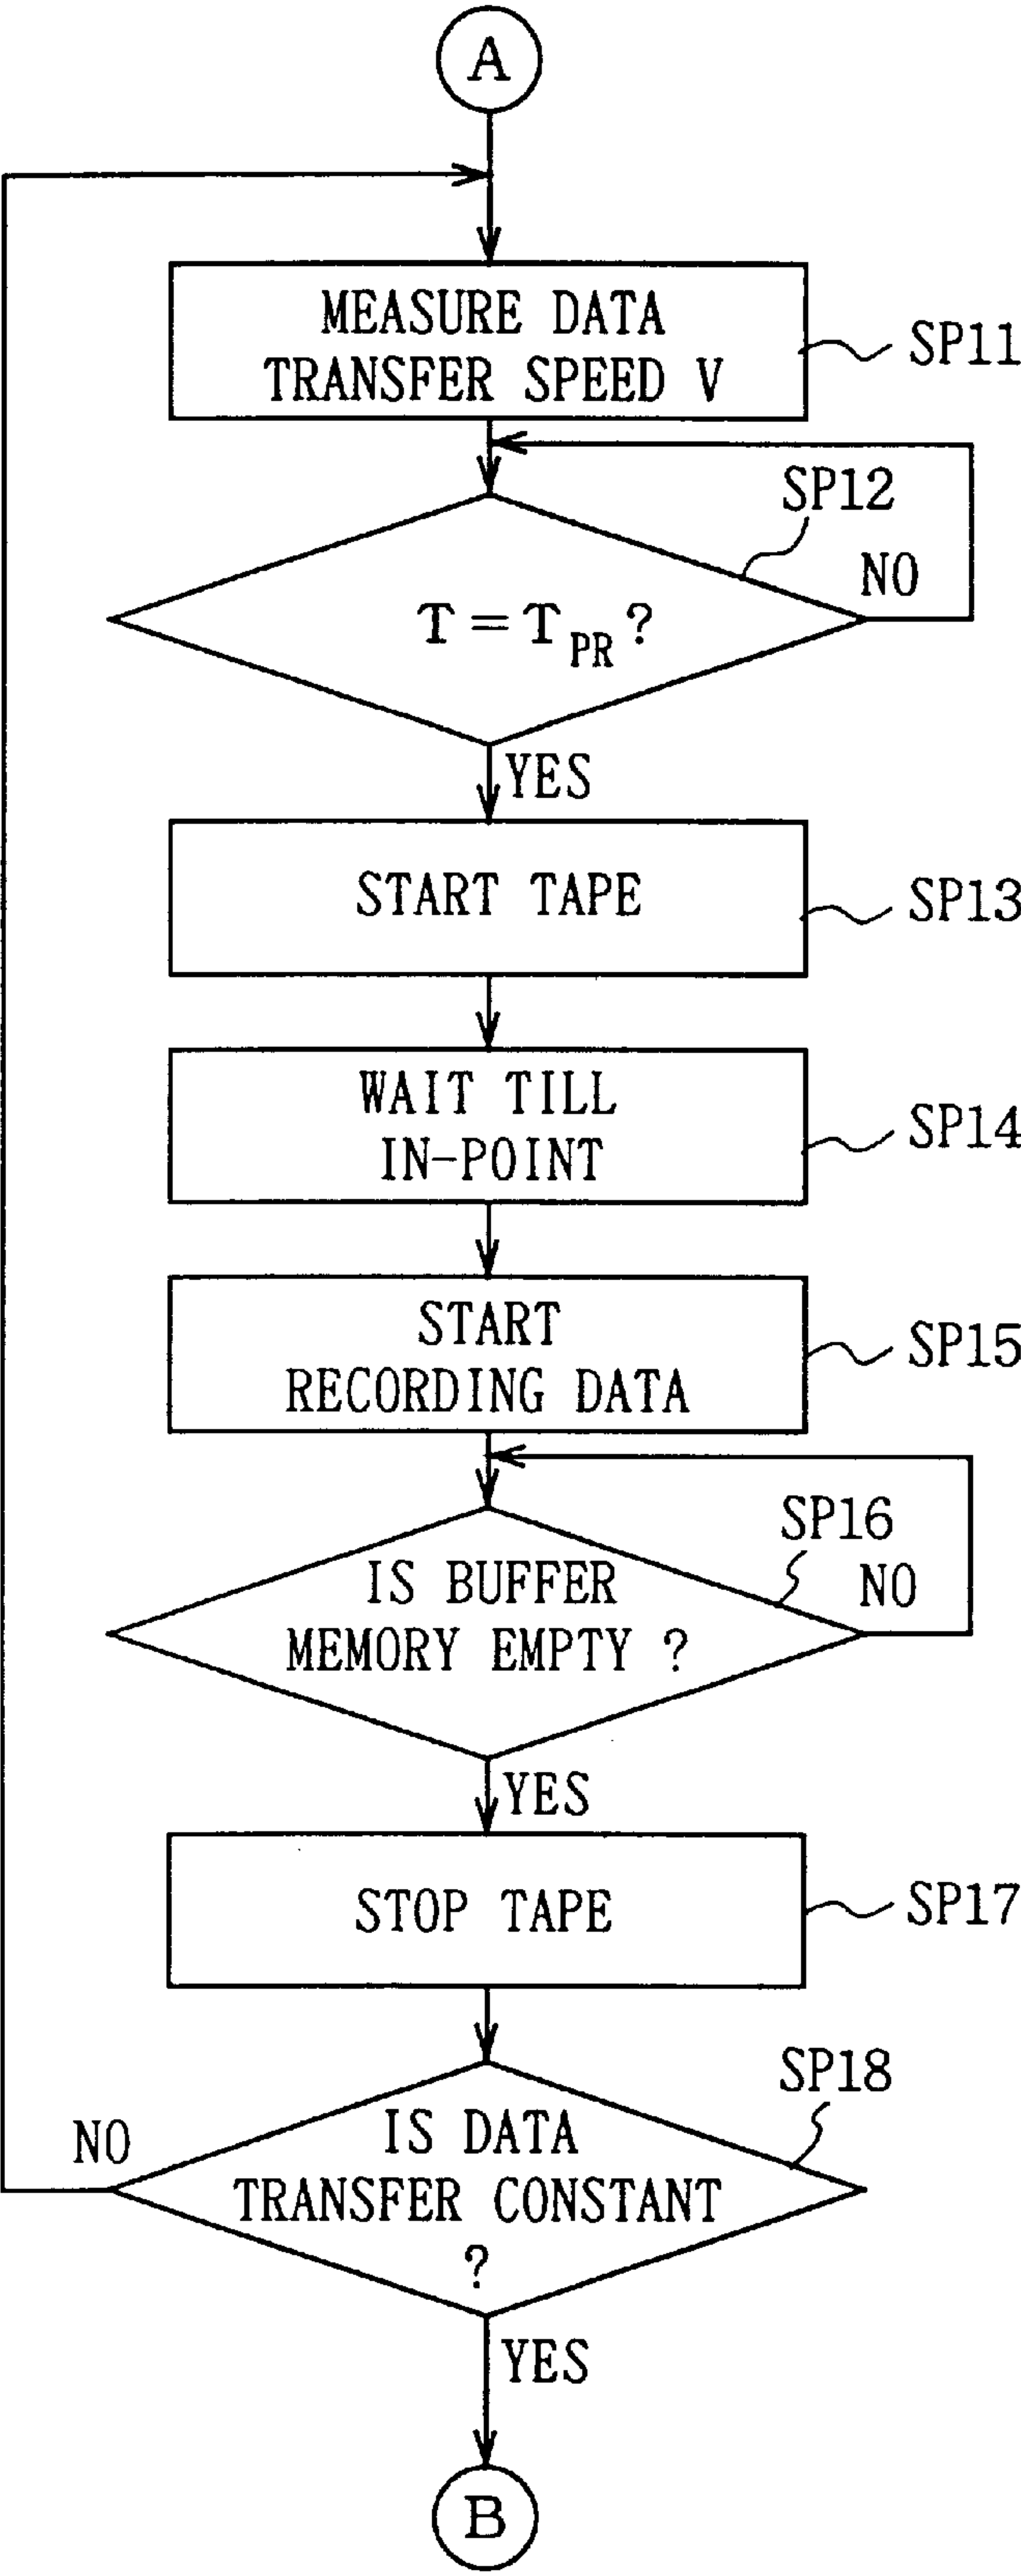 A
MEASURE DATA
TRANSFER SPEED V
SP11
SP12
NO
T = T PR ?
YES
START TAPE
SP13
WAIT TILL
IN-POINT
SP14
START
RECORDING DATA
SP15
SP16
NO
IS BUFFER
MEMORY EMPTY ?
YES
STOP TAPE
SP17
SP18
NO
IS DATA
TRANSFER CONSTANT
?
YES
B